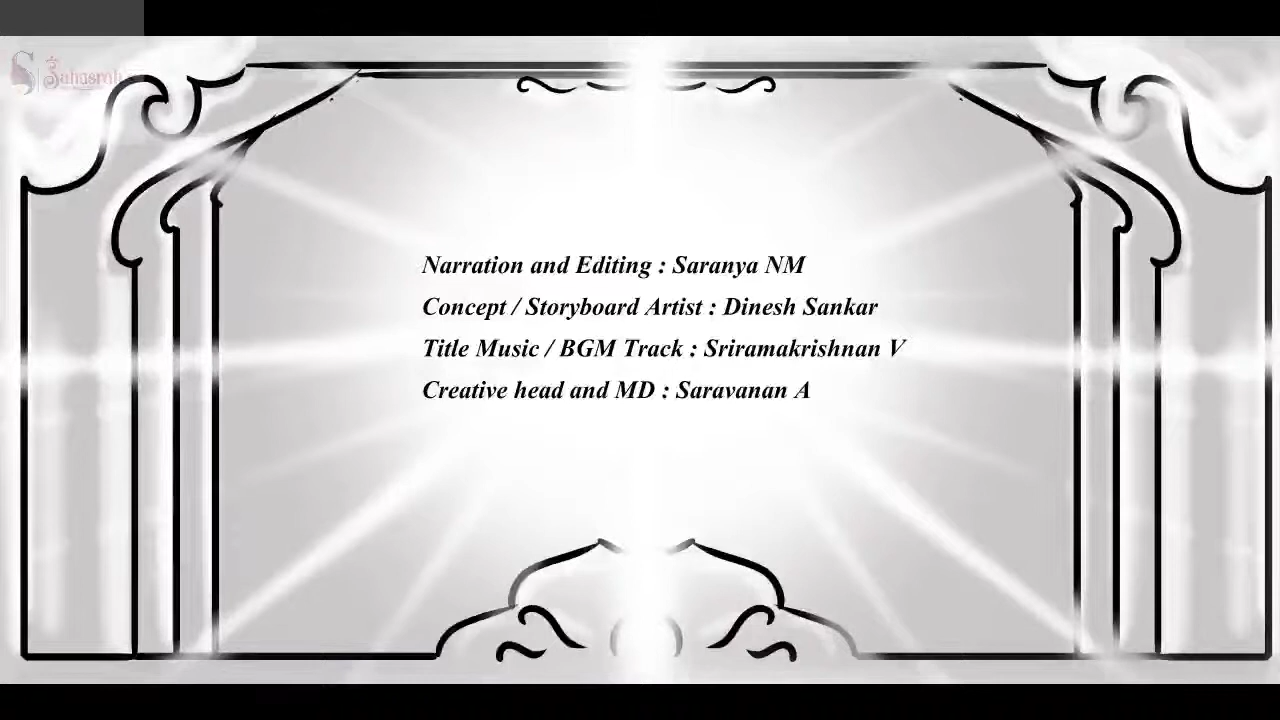 Sahasrah
Narration and Editing : Saranya NM
Concept / Storyboard Artist : Dinesh Sankar
Title Music / BGM Track : Sriramakrishnan V
Creative head and MD : Saravanan A